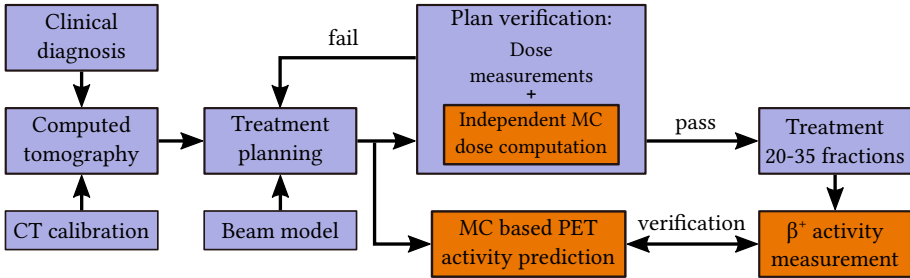 Clinical
diagnosis
Computed
tomography
CT calibration
fail
Treatment
planning
Beam model
Plan verification:
Dose
measurements
+
Independent MC
dose computation
pass
Treatment
20-35 fractions
MC based PET
activity prediction
verification
β⁺ activity
measurement